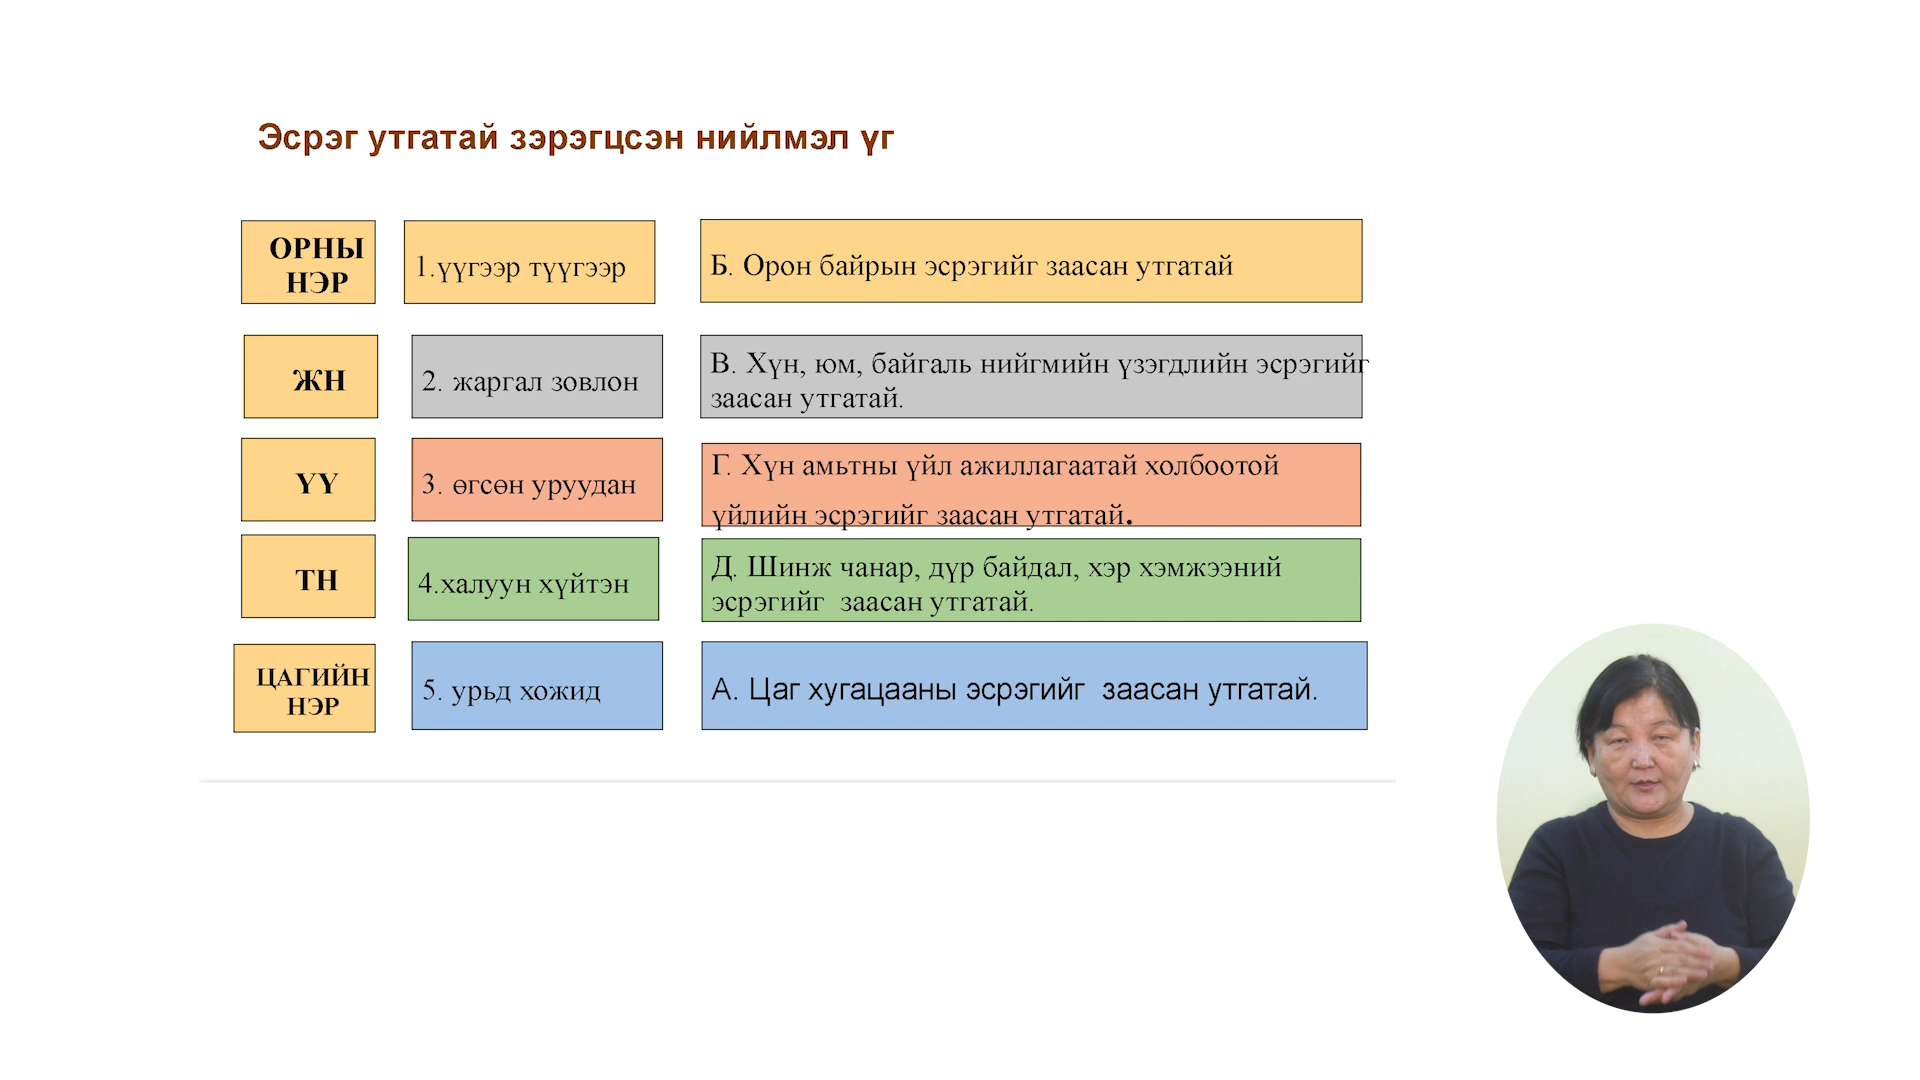 Эсрэг утгатай зэрэгцсэн нийлмэл үг
ОРНЫ
НЭР
1.үүгээр түүгээр
Б. Орон байрын эсрэгийг заасан утгатай
ЖН
2. жаргал зовлон
В. Хүн, юм, байгаль нийгмийн үзэгдлийн эсрэгийг
заасан утгатай.
ҮҮ
3. өгсөн уруудан
Г. Хүн амьтны үйл ажиллагаатай холбоотой
үйлийн эсрэгийг заасан утгатай.
ТН
4.халуун хүйтэн
Д. Шинж чанар, дүр байдал, хэр хэмжээний
эсрэгийг заасан утгатай.
ЦАГИЙН
НЭР
5. урьд хожид
А. Цаг хугацааны эсрэгийг заасан утгатай.